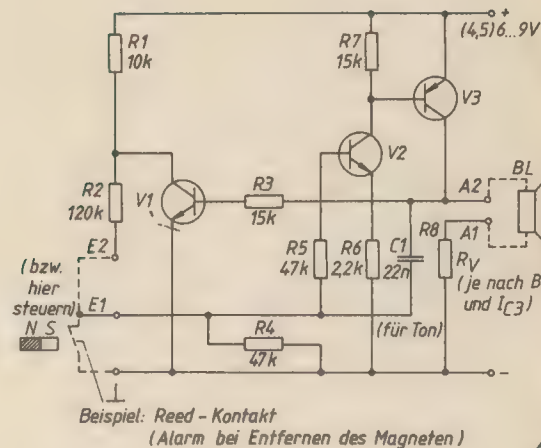 R1
10k
R7
15k
+
(4,5)6...9V
V3
V2
R2
120k
V1
R3
15k
A2
BL
A1
E2
(bzw.
hier
steuern)
E1
N S
R5
47k
R6
2,2k
C1
22n
R8
RV
(je nach B
und IC3)
(für Ton)
R4
47k
-
Beispiel: Reed-Kontakt
(Alarm bei Entfernen des Magneten)